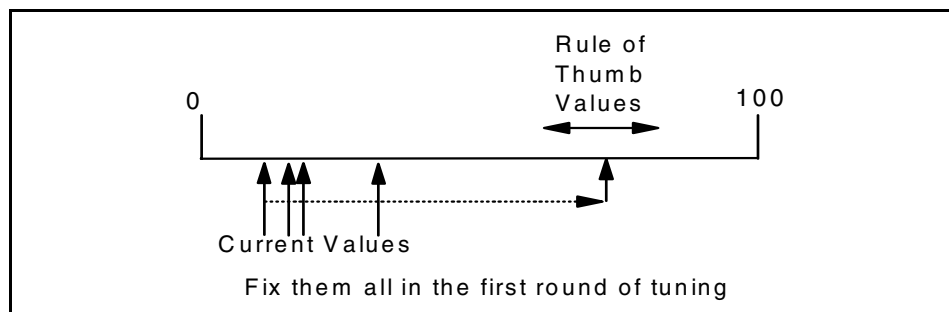 Rule of
Thumb
Values
0
100
Current Values
Fix them all in the first round of tuning